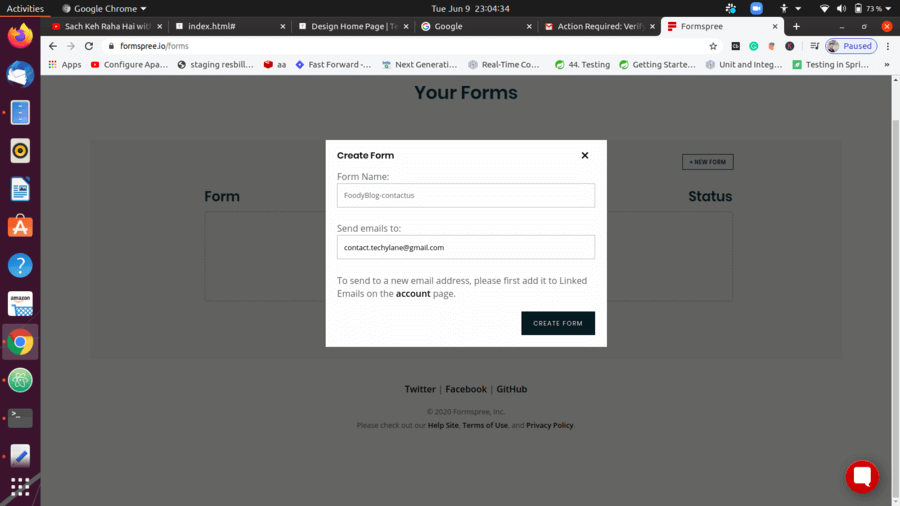 Activities
Google Chrome
Tue Jun 9 23:04:34
73 %
Sach Keh Raha Hai with
index.html#
Design Home Page | Te
Google
Action Required: Verif
Formspree
formspree.io/forms
Paused
Apps
Configure Apa...
staging resbill...
aa
Fast Forward -...
Next Generati...
Real-Time Co...
44. Testing
Getting Starte...
Unit and Integ...
Testing in Spri...
»
Your Forms
+ NEW FORM
Form
Status
Create Form
Form Name:
FoodyBlog-contactus
Send emails to:
contact.techylane@gmail.com
To send to a new email address, please first add it to Linked
Emails on the account page.
CREATE FORM
amazon
Twitter | Facebook | GitHub
© 2020 Formspree, Inc.
Please check out our Help Site, Terms of Use, and Privacy Policy.